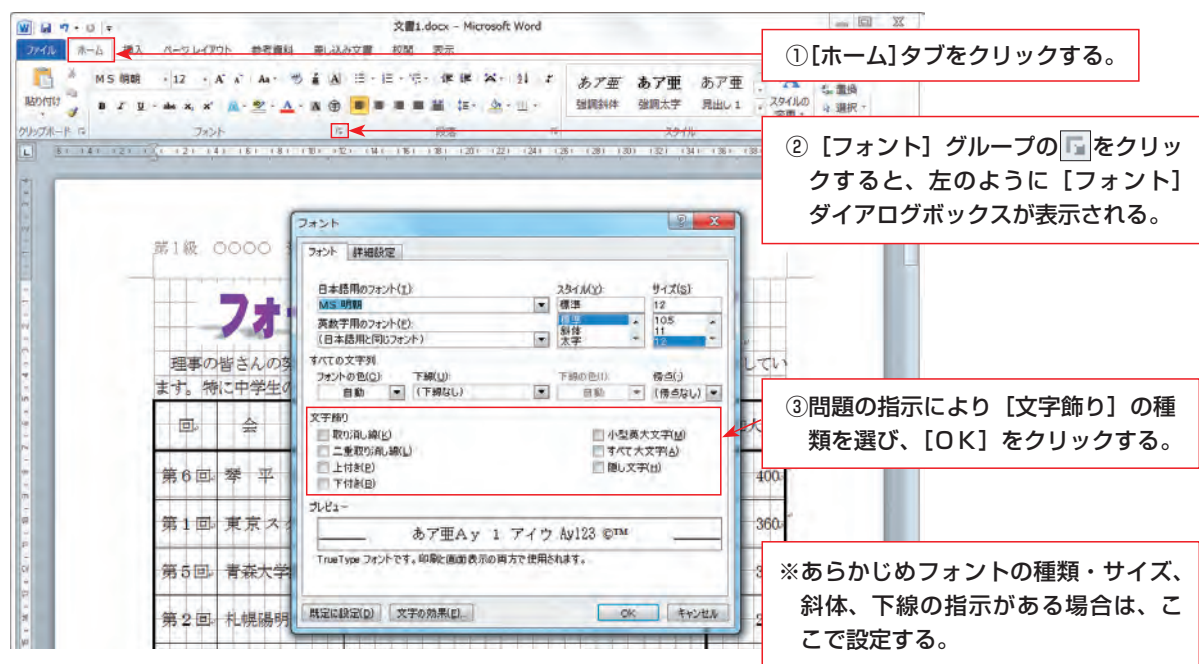 文書1.docx － Microsoft Word
ファイル ホーム 挿入 ページレイアウト 参考資料 差し込み文書 校閲 表示
①[ホーム]タブをクリックする。
MS 明朝 12
あア亜 あア亜 あア亜
貼り付け
強調斜体 強調太字 見出し 1
スタイルの
変更
置換
選択
クリップボード フォント 段落 スタイル
②［フォント］グループの をクリッ
クすると、左のように［フォント］
ダイアログボックスが表示される。
第1級 ○○○○
フォ
理事の皆さんの
してい
ます。特に中学生の
回 会
第6回 琴 平
400
第1回 東京ス
360
第5回 青森大学
第2回 札幌陽明
フォント
フォント 詳細設定
日本語用のフォント(T):
スタイル(Y):
サイズ(S):
MS 明朝
標準
12
英数字用のフォント(F):
標準
斜体
太字
10.5
11
12
(日本語用と同じフォント)
すべての文字列
フォントの色(C): 下線(U): 下線の色(I): 傍点(:)
自動 (下線なし) 自動 (傍点なし)
文字飾り
取り消し線(K)
二重取り消し線(L)
上付き(P)
下付き(B)
小型英大文字(M)
すべて大文字(A)
隠し文字(H)
プレビュー
あア亜Ay 1 アイウ Ay123 ©™
TrueType フォントです。印刷と画面表示の両方で使用されます。
既定に設定(D) 文字の効果(E)... OK キャンセル
③問題の指示により［文字飾り］の種
類を選び、［OK］をクリックする。
※あらかじめフォントの種類・サイズ、
斜体、下線の指示がある場合は、こ
こで設定する。